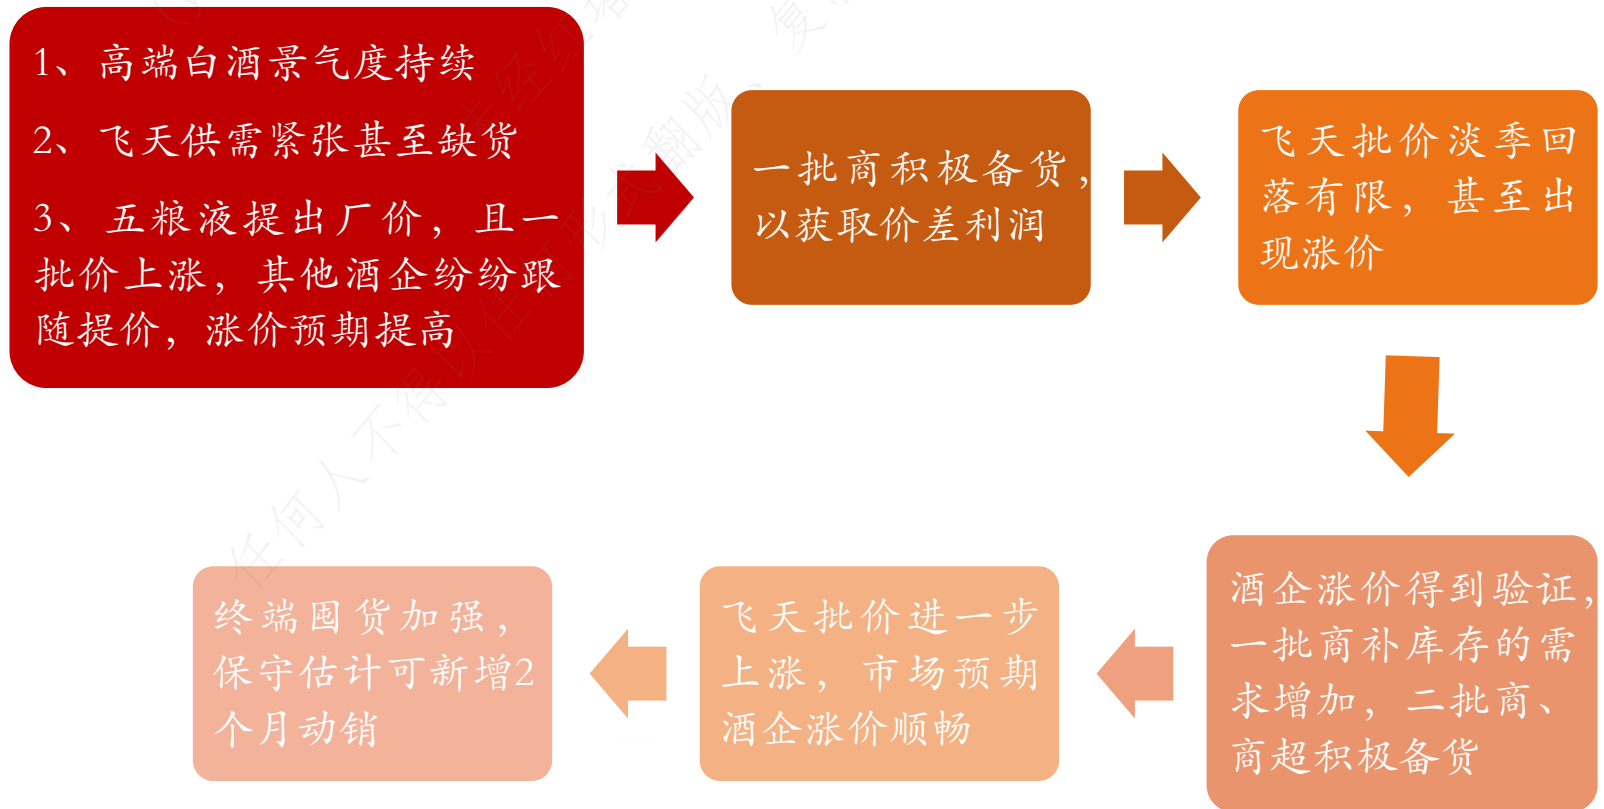 1、高端白酒景气度持续
2、飞天供需紧张甚至缺货
3、五粮液提出厂价，且一
批价上涨，其他酒企纷纷跟
随提价，涨价预期提高
一批商积极备货，
以获取价差利润
飞天批价淡季回
落有限，甚至出
现涨价
酒企涨价得到验证，
一批商补库存的需
求增加，二批商、
商超积极备货
飞天批价进一步
上涨，市场预期
酒企涨价顺畅
终端囤货加强，
保守估计可新增2
个月动销